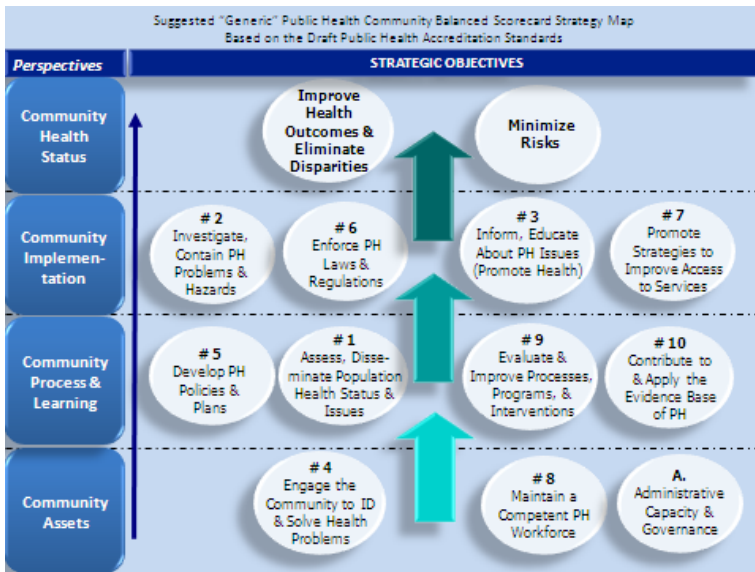 Suggested "Generic" Public Health Community Balanced Scorecard Strategy Map
Based on the Draft Public Health Accreditation Standards
Perspectives
STRATEGIC OBJECTIVES
Community
Health
Status
Improve
Health
Outcomes &
Eliminate
Disparities
Minimize
Risks
Community
Implemen-
tation
# 2
Investigate,
Contain PH
Problems &
Hazards
# 6
Enforce PH
Laws &
Regulations
# 3
Inform, Educate
About PH Issues
(Promote Health)
# 7
Promote
Strategies to
Improve Access
to Services
Community
Process &
Learning
# 5
Develop PH
Policies &
Plans
# 1
Assess, Disse-
minate Population
Health Status &
Issues
# 9
Evaluate &
Improve Processes,
Programs, &
Interventions
# 10
Contribute to
& Apply the
Evidence Base
of PH
Community
Assets
# 4
Engage the
Community to ID
& Solve Health
Problems
# 8
Maintain a
Competent PH
Workforce
A.
Administrative
Capacity &
Governance